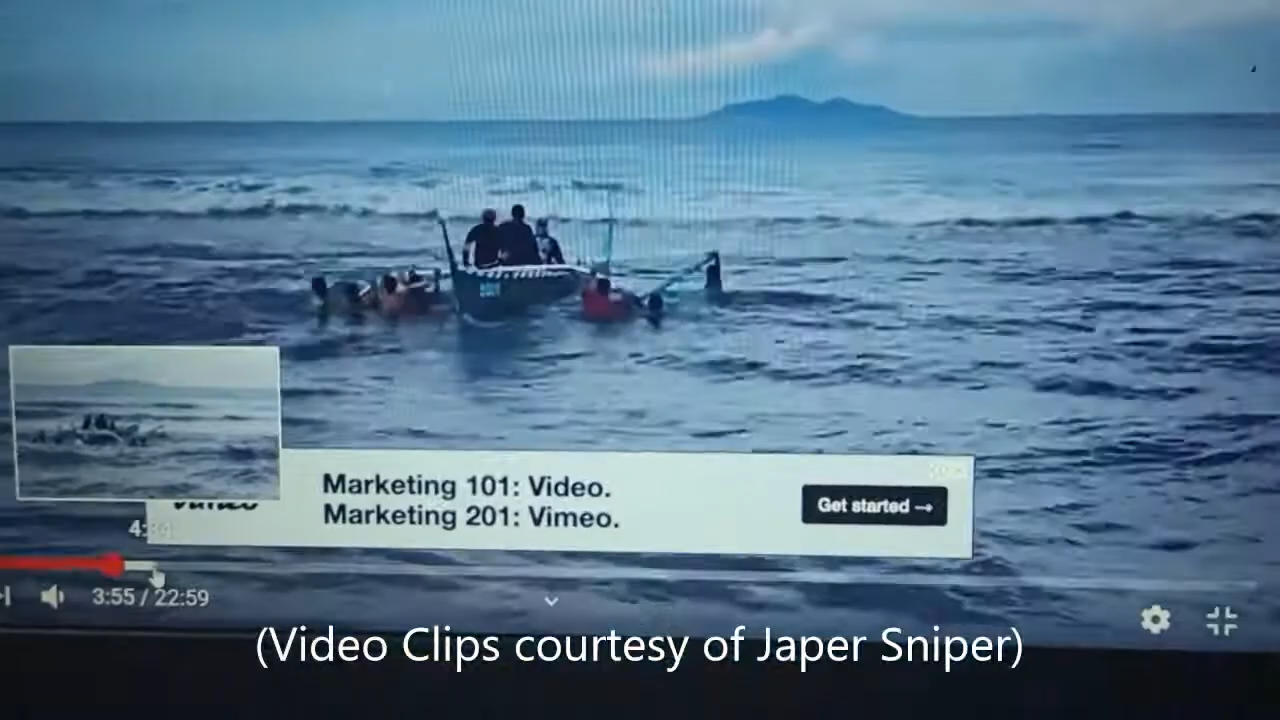 Marketing 101: Video.
Marketing 201: Vimeo.
Get started →
3:55 / 22:59
(Video Clips courtesy of Japer Sniper)